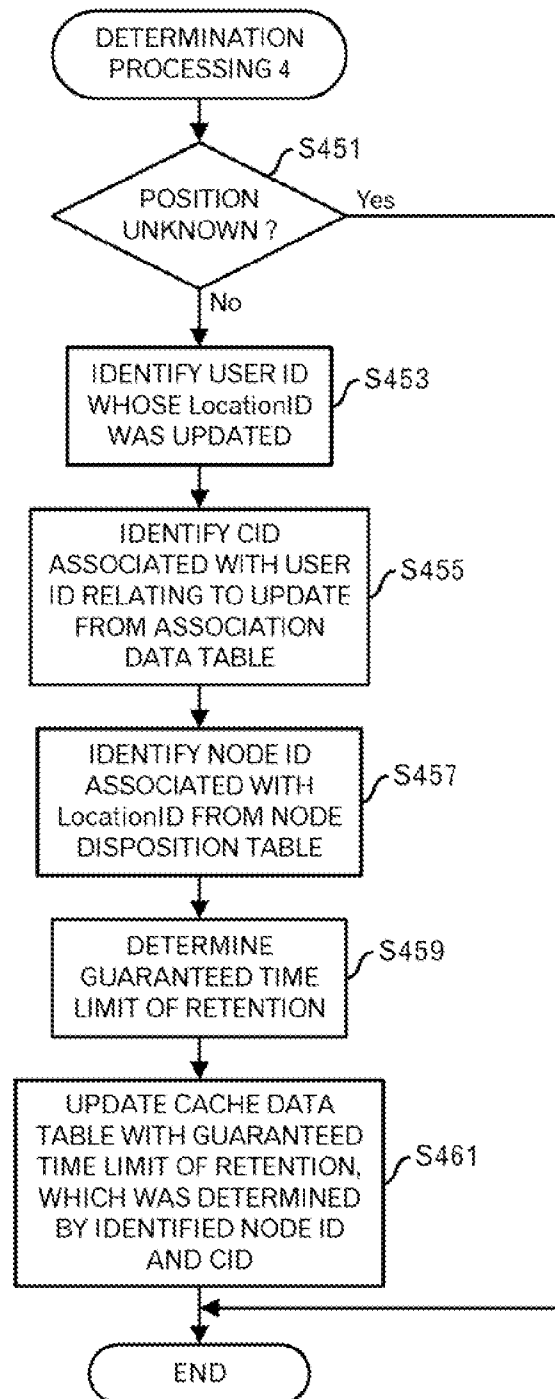 DETERMINATION
PROCESSING 4
S451
POSITION
UNKNOWN ?
Yes
No
IDENTIFY USER ID
WHOSE LocationID
WAS UPDATED
S453
IDENTIFY CID
ASSOCIATED WITH USER
ID RELATING TO UPDATE
FROM ASSOCIATION
DATA TABLE
S455
IDENTIFY NODE ID
ASSOCIATED WITH
LocationID FROM NODE
DISPOSITION TABLE
S457
DETERMINE
GUARANTEED TIME
LIMIT OF RETENTION
S459
UPDATE CACHE DATA
TABLE WITH GUARANTEED
TIME LIMIT OF RETENTION,
WHICH WAS DETERMINED
BY IDENTIFIED NODE ID
AND CID
S461
END